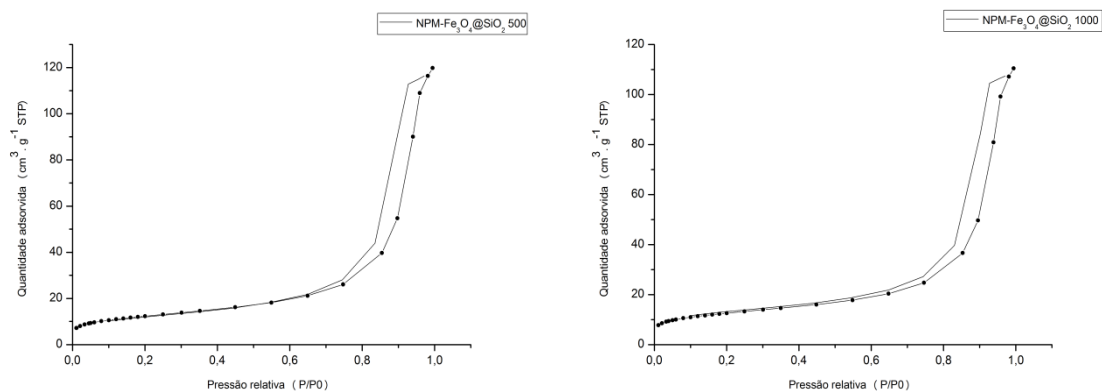 NPM-Fe₃O₄@SiO₂ 500
120
100
80
60
40
20
0
Quantidade adsorvida ( cm³ . g⁻¹ STP)
0,0 0,2 0,4 0,6 0,8 1,0
Pressão relativa ( P/P0)
NPM-Fe₃O₄@SiO₂ 1000
120
100
80
60
40
20
0
Quantidade adsorvida ( cm³ . g⁻¹ STP)
0,0 0,2 0,4 0,6 0,8 1,0
Pressão relativa ( P/P0)